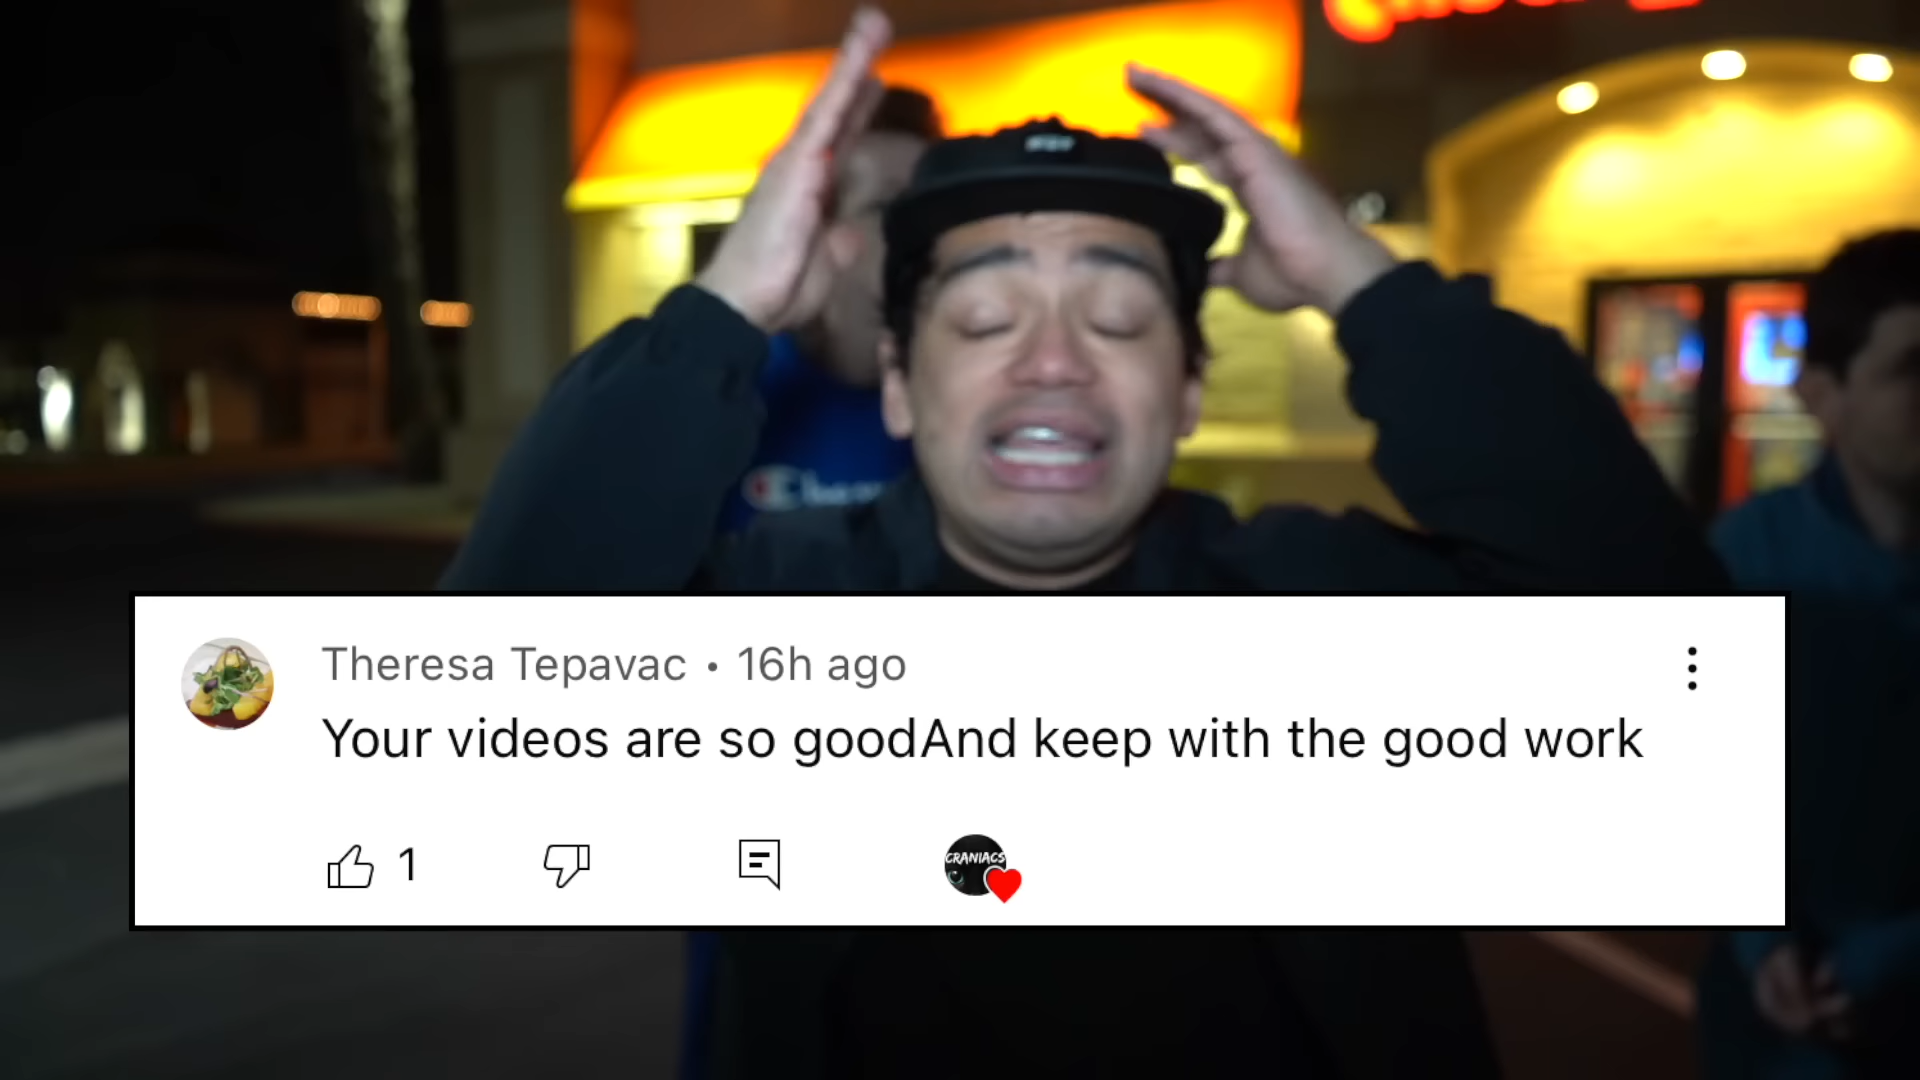 Theresa Tepavac • 16h ago
Your videos are so goodAnd keep with the good work
1
CRANIACS